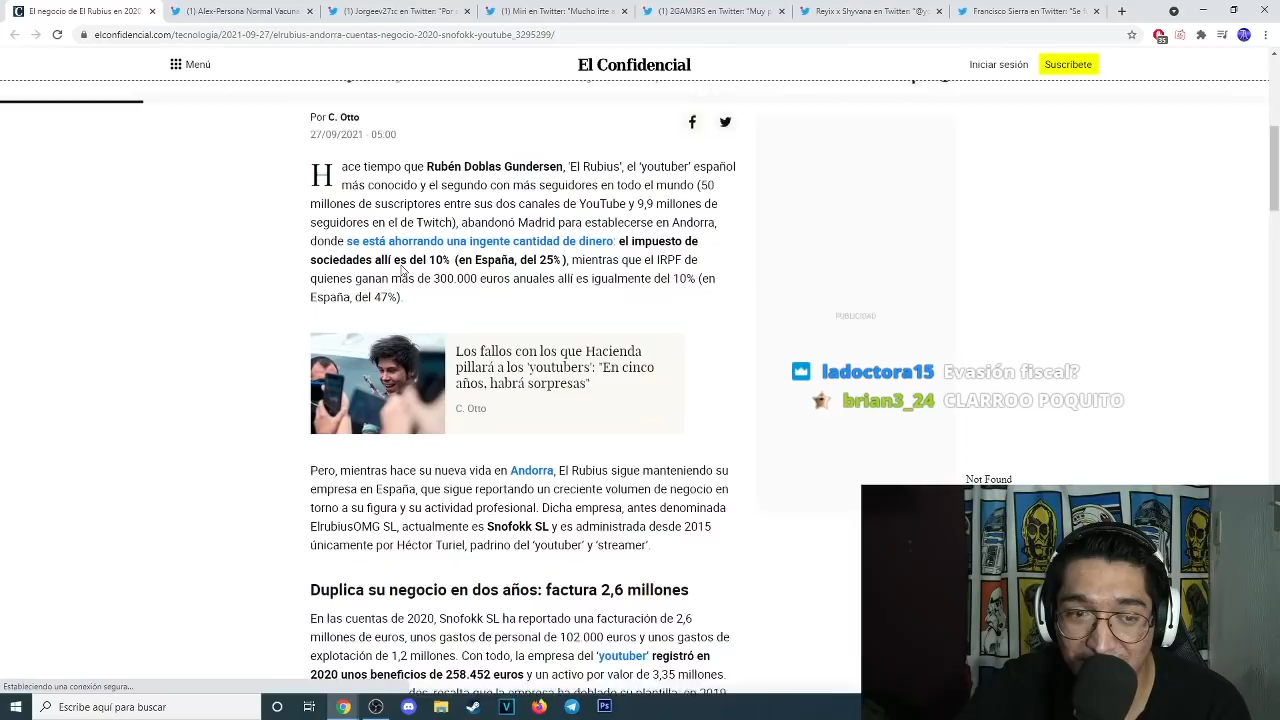 El negocio de El Rubius en 2020
(1) Alex-Persona Normal Vacuna
(1) Jorgeev27tc en Twitter: "Por
(1) Miri en Twitter: "Mucho irte a
(1) 2GAM3RS en Twitter: "Muy p
Reyix x Shyvana en Twitter: "@yo
Francisco Sierra en Twitter: "Se f
elconfidencial.com/tecnologia/2021-09-27/elrubius-andorra-cuentas-negocio-2020-snofokk-youtube_3295299/
35
Menú
El Confidencial
Iniciar sesión
Suscríbete
Por C. Otto
27/09/2021 - 05:00
Hace tiempo que Rubén Doblas Gundersen, 'El Rubius', el 'youtuber' español
más conocido y el segundo con más seguidores en todo el mundo (50
millones de suscriptores entre sus dos canales de YouTube y 9,9 millones de
seguidores en el de Twitch), abandonó Madrid para establecerse en Andorra,
donde se está ahorrando una ingente cantidad de dinero: el impuesto de
sociedades allí es del 10% (en España, del 25%), mientras que el IRPF de
quienes ganan más de 300.000 euros anuales allí es igualmente del 10% (en
España, del 47%).
PUBLICIDAD
Los fallos con los que Hacienda
pillará a los 'youtubers': "En cinco
años, habrá sorpresas"
C. Otto
ladoctora15 Evasión fiscal?
brian3_24 CLARROO POQUITO
Pero, mientras hace su nueva vida en Andorra, El Rubius sigue manteniendo su
empresa en España, que sigue reportando un creciente volumen de negocio en
torno a su figura y su actividad profesional. Dicha empresa, antes denominada
ElrubiusOMG SL, actualmente es Snofokk SL y es administrada desde 2015
únicamente por Héctor Turiel, padrino del 'youtuber' y 'streamer'.
Not Found
Duplica su negocio en dos años: factura 2,6 millones
En las cuentas de 2020, Snofokk SL ha reportado una facturación de 2,6
millones de euros, unos gastos de personal de 102.000 euros y unos gastos de
explotación de 1,2 millones. Con todo, la empresa del 'youtuber' registró en
2020 unos beneficios de 258.452 euros y un activo por valor de 3,35 millones.
des, resalta que la empresa ha doblado su plantilla: en 2019
Estableciendo una conexión segura...
Escribe aquí para buscar